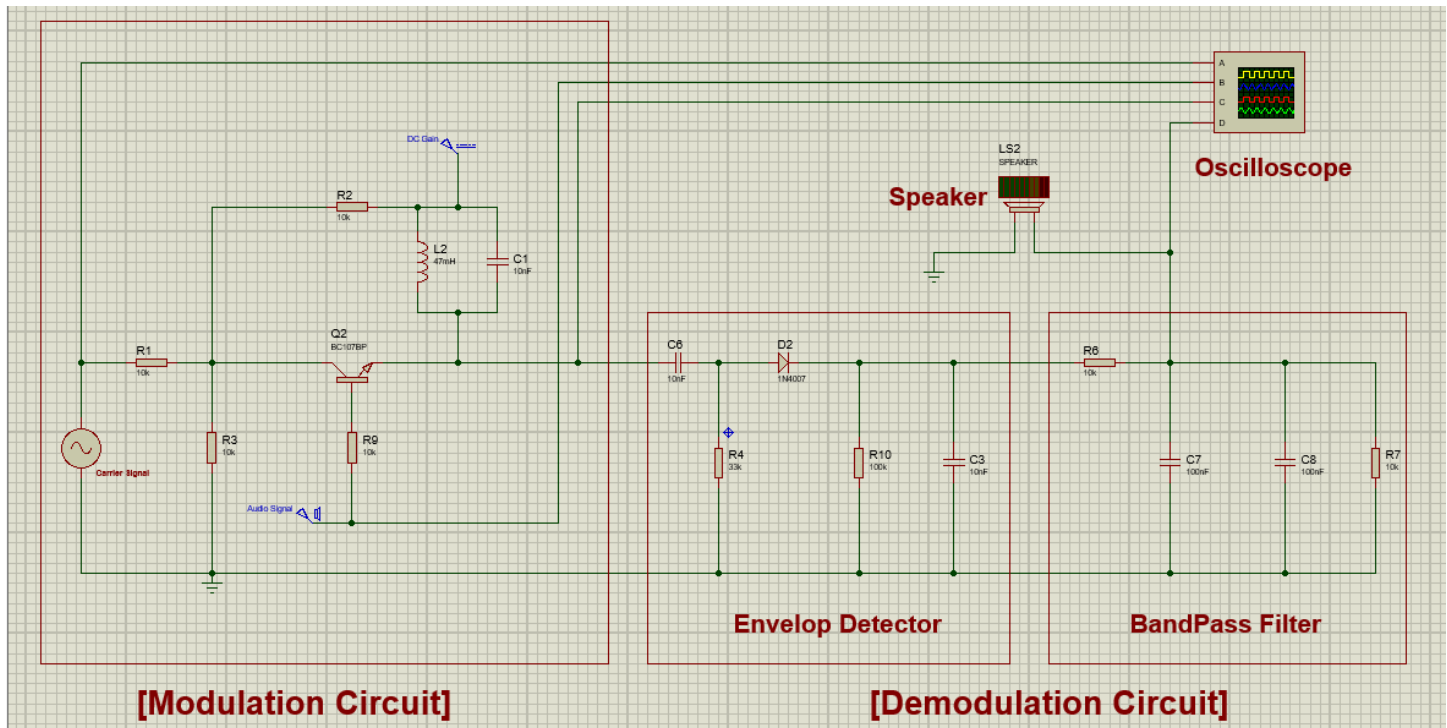 A
B
C
D
Oscilloscope
DC Gain
LS2
SPEAKER
Speaker
R2
10k
L2
47mH
C1
10nF
Q2
BC107BP
R1
10k
C6
10nF
D2
1N4007
R6
10k
R3
10k
R9
10k
Carrier Signal
Audio Signal
R4
33k
R10
100k
C3
10nF
C7
100nF
C8
100nF
R7
10k
Envelop Detector
BandPass Filter
[Modulation Circuit]
[Demodulation Circuit]